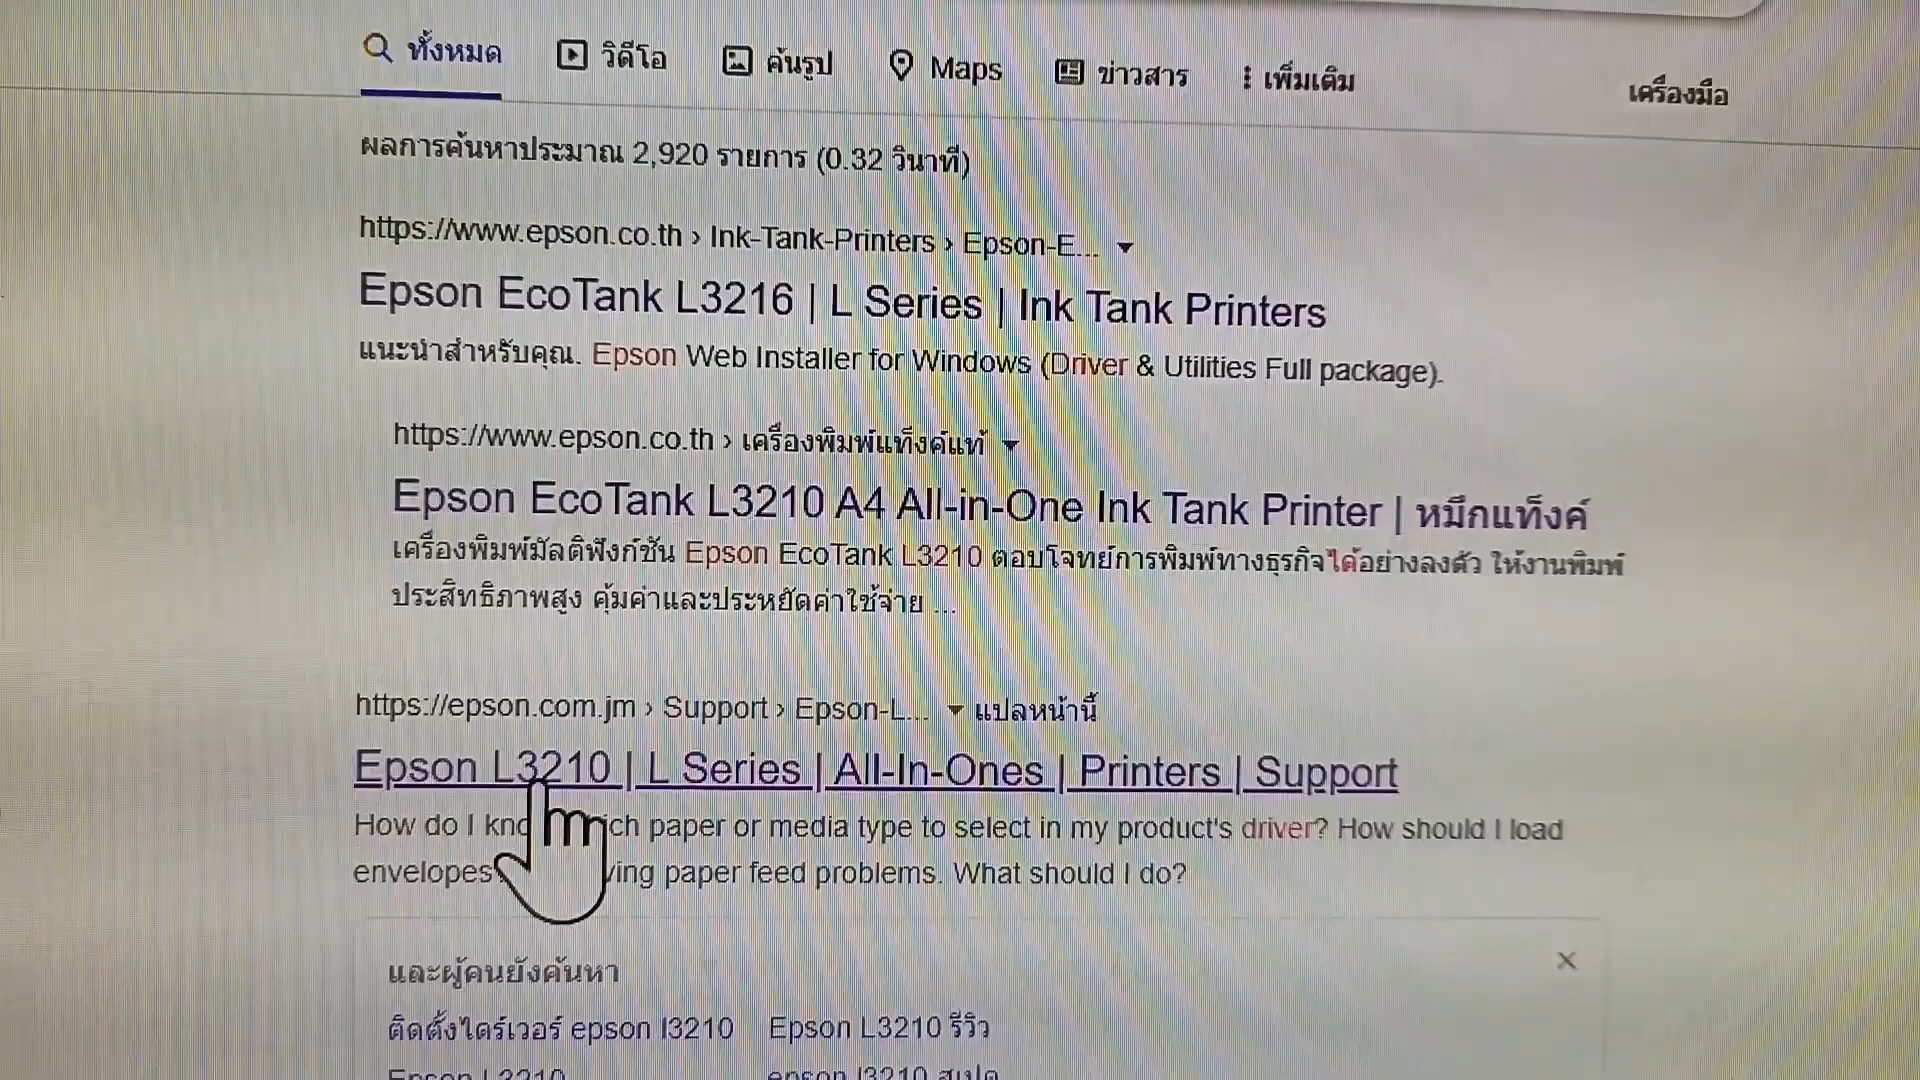 ทั้งหมด วิดีโอ ค้นรูป Maps ข่าวสาร เพิ่มเติม เครื่องมือ
ผลการค้นหาประมาณ 2,920 รายการ (0.32 วินาที)
https://www.epson.co.th › Ink-Tank-Printers › Epson-E...
Epson EcoTank L3216 | L Series | Ink Tank Printers
แนะนำสำหรับคุณ. Epson Web Installer for Windows (Driver & Utilities Full package).
https://www.epson.co.th › เครื่องพิมพ์แท็งค์แท้
Epson EcoTank L3210 A4 All-in-One Ink Tank Printer | หมึกแท็งค์
เครื่องพิมพ์มัลติฟังก์ชัน Epson EcoTank L3210 ตอบโจทย์การพิมพ์ทางธุรกิจได้อย่างลงตัว ให้งานพิมพ์
ประสิทธิภาพสูง คุ้มค่าและประหยัดค่าใช้จ่าย ...
https://epson.com.jm › Support › Epson-L... แปลหน้านี้
Epson L3210 | L Series | All-In-Ones | Printers | Support
How do I paper or media type to select in my product's driver? How should I load
envelopes paper feed problems. What should I do?
และผู้คนยังค้นหา
ติดตั้งไดร์เวอร์ epson l3210 Epson L3210 รีวิว
Epson L3210 epson l3210 สเปค